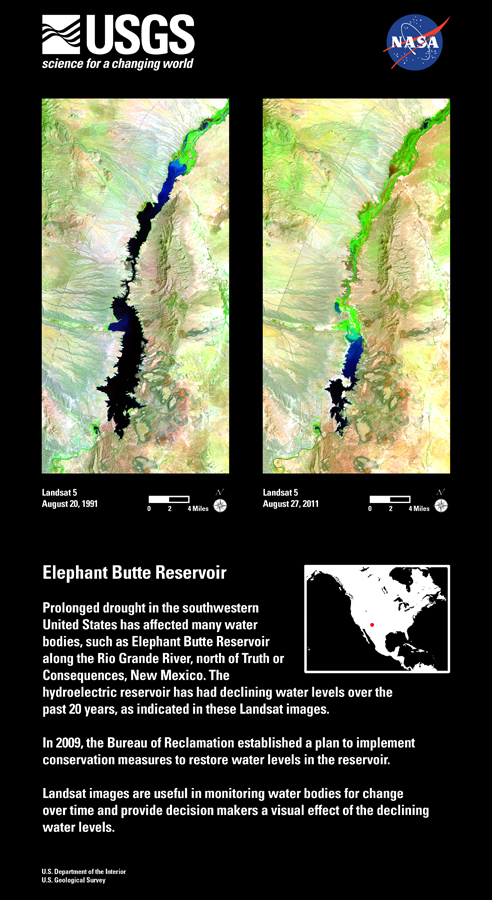 USGS
science for a changing world
NASA
Landsat 5
August 20, 1991
0 2 4 Miles
N
Landsat 5
August 27, 2011
0 2 4 Miles
N
Elephant Butte Reservoir
Prolonged drought in the southwestern
United States has affected many water
bodies, such as Elephant Butte Reservoir
along the Rio Grande River, north of Truth or
Consequences, New Mexico. The
hydroelectric reservoir has had declining water levels over the
past 20 years, as indicated in these Landsat images.
In 2009, the Bureau of Reclamation established a plan to implement
conservation measures to restore water levels in the reservoir.
Landsat images are useful in monitoring water bodies for change
over time and provide decision makers a visual effect of the declining
water levels.
U.S. Department of the Interior
U.S. Geological Survey